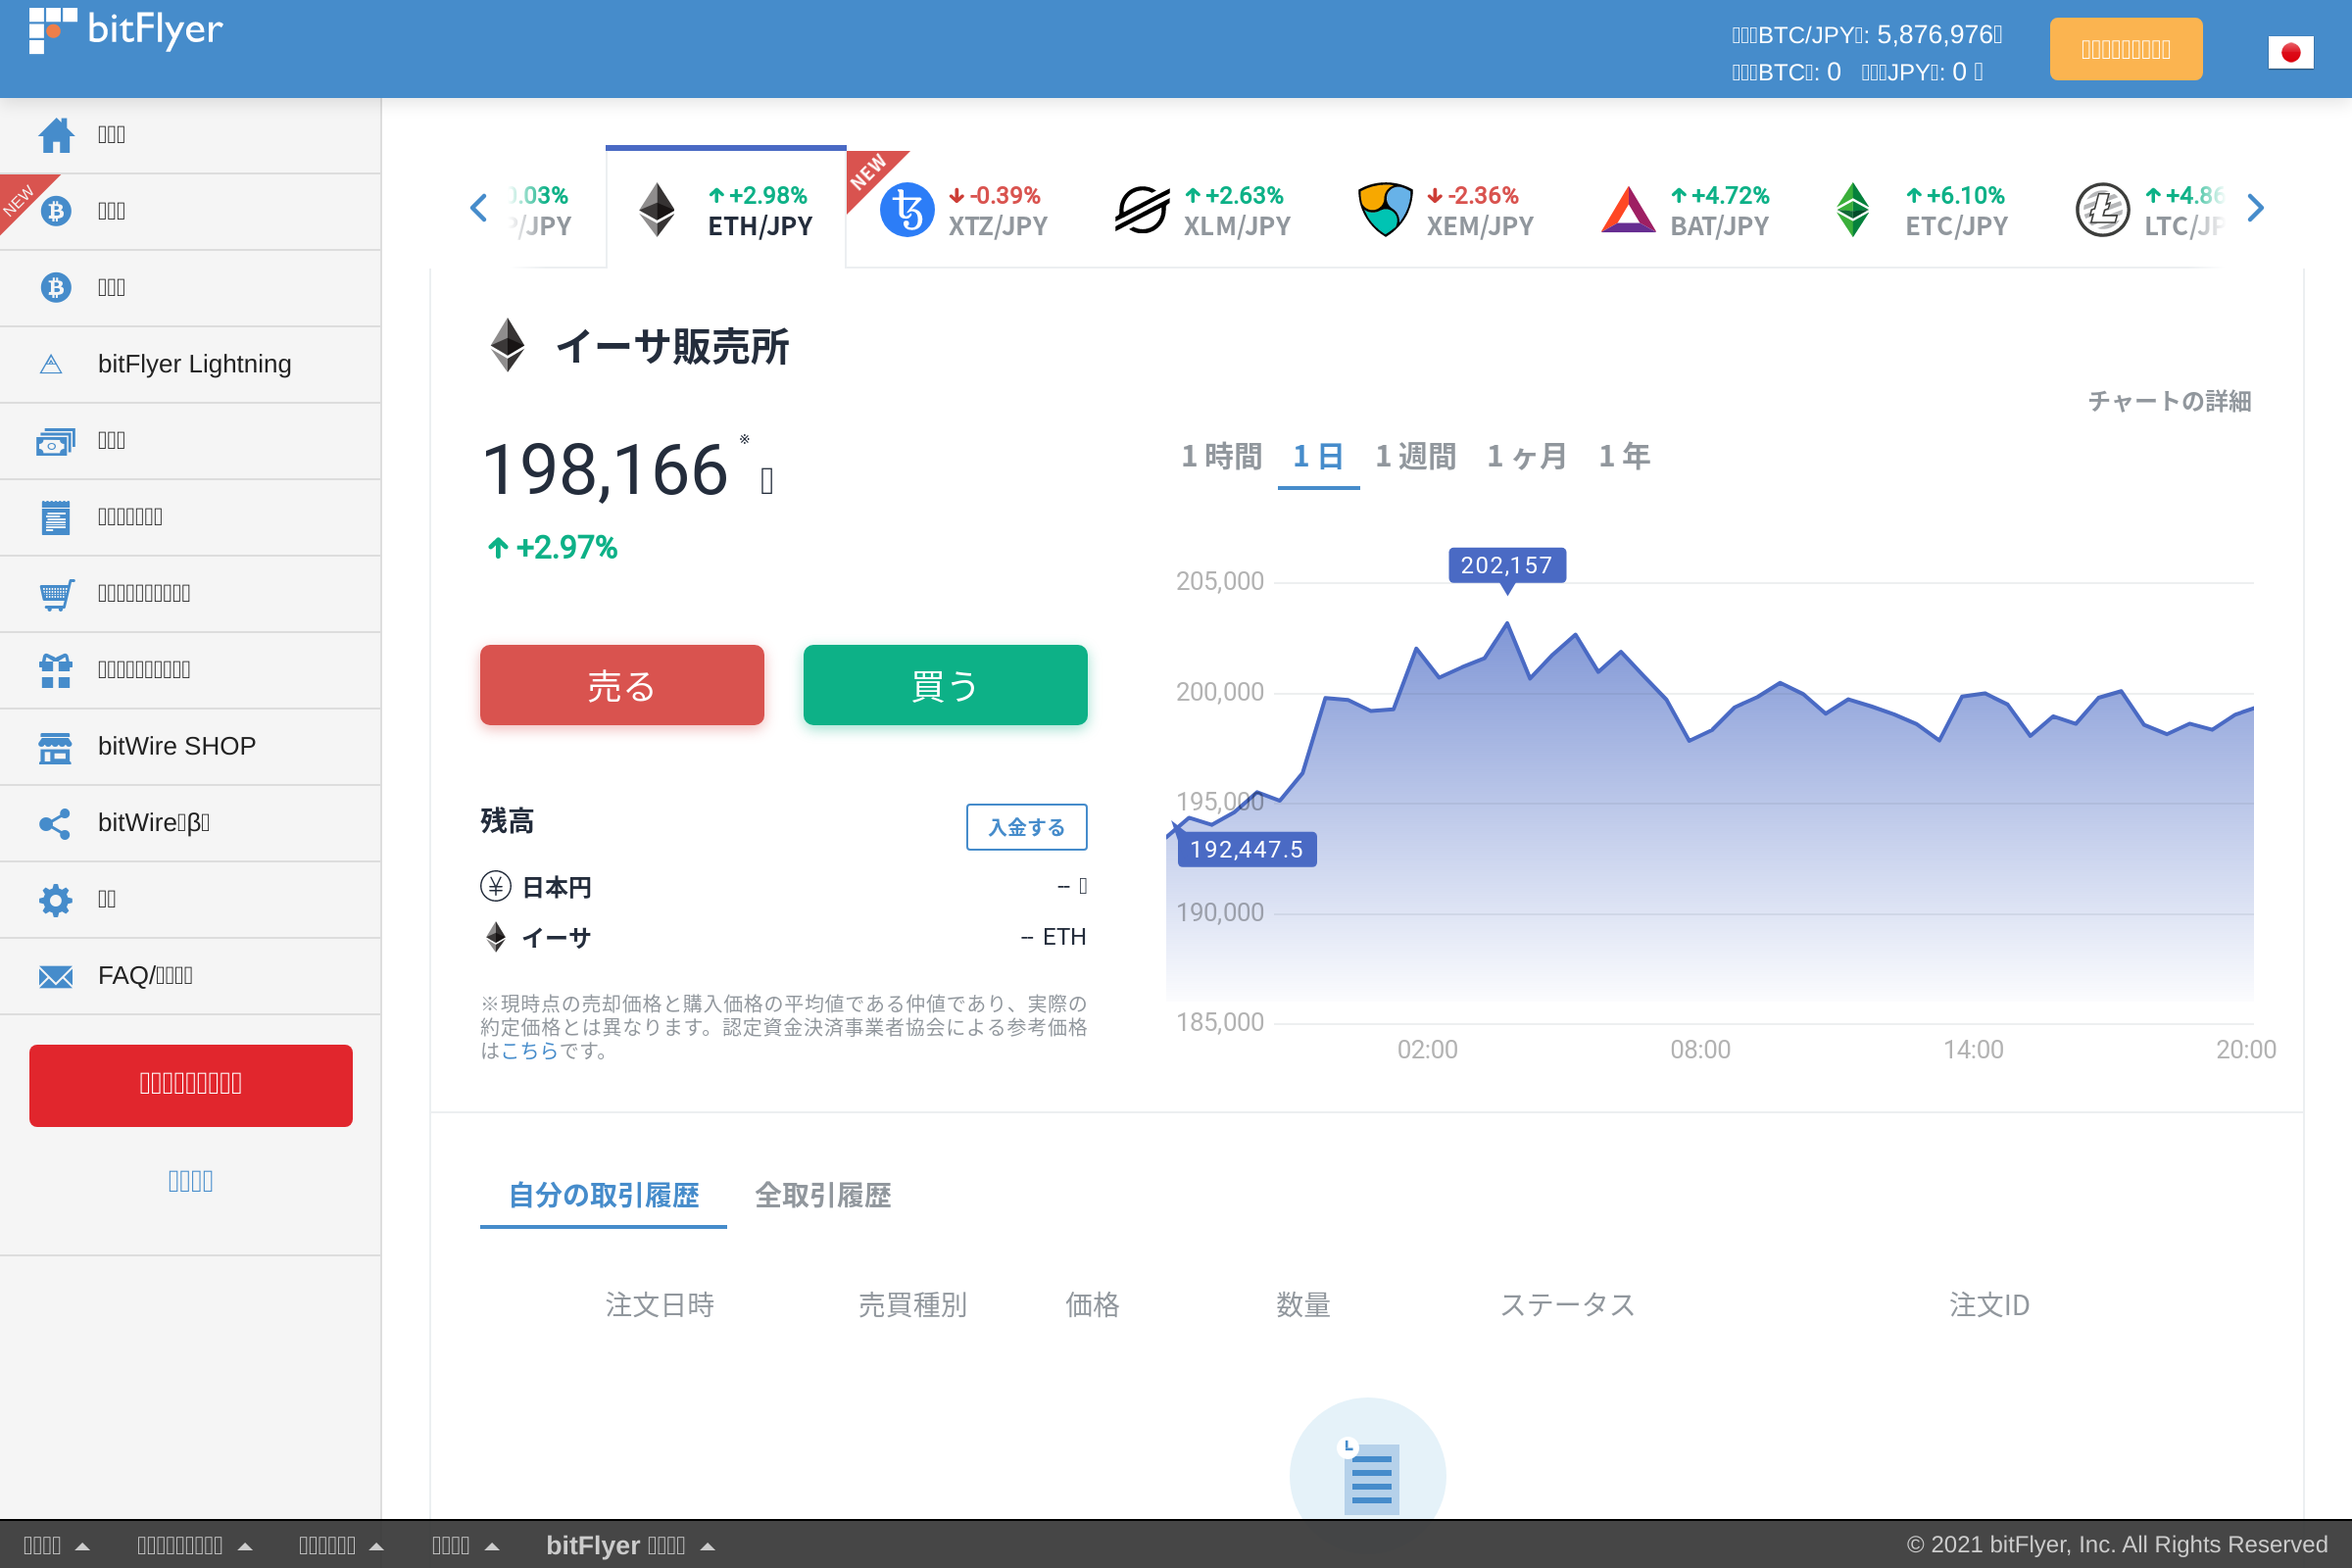 bitFlyer
BTC/JPY: 5,876,976
BTC: 0 JPY: 0
NEW
bitFlyer Lightning
bitWire SHOP
bitWire β
FAQ/
0.03%
/JPY
+2.98%
ETH/JPY
NEW
-0.39%
XTZ/JPY
+2.63%
XLM/JPY
-2.36%
XEM/JPY
+4.72%
BAT/JPY
+6.10%
ETC/JPY
+4.86
LTC/JP
イーサ販売所
チャートの詳細
198,166 ※
+2.97%
1 時間 1 日 1 週間 1 ヶ月 1 年
売る 買う
残高 入金する
日本円 --
イーサ -- ETH
※現時点の売却価格と購入価格の平均値である仲値であり、実際の
約定価格とは異なります。認定資金決済事業者協会による参考価格
はこちらです。
202,157
205,000
200,000
195,000
192,447.5
190,000
185,000
02:00 08:00 14:00 20:00
自分の取引履歴 全取引履歴
注文日時 売買種別 価格 数量 ステータス 注文ID
bitFlyer
© 2021 bitFlyer, Inc. All Rights Reserved